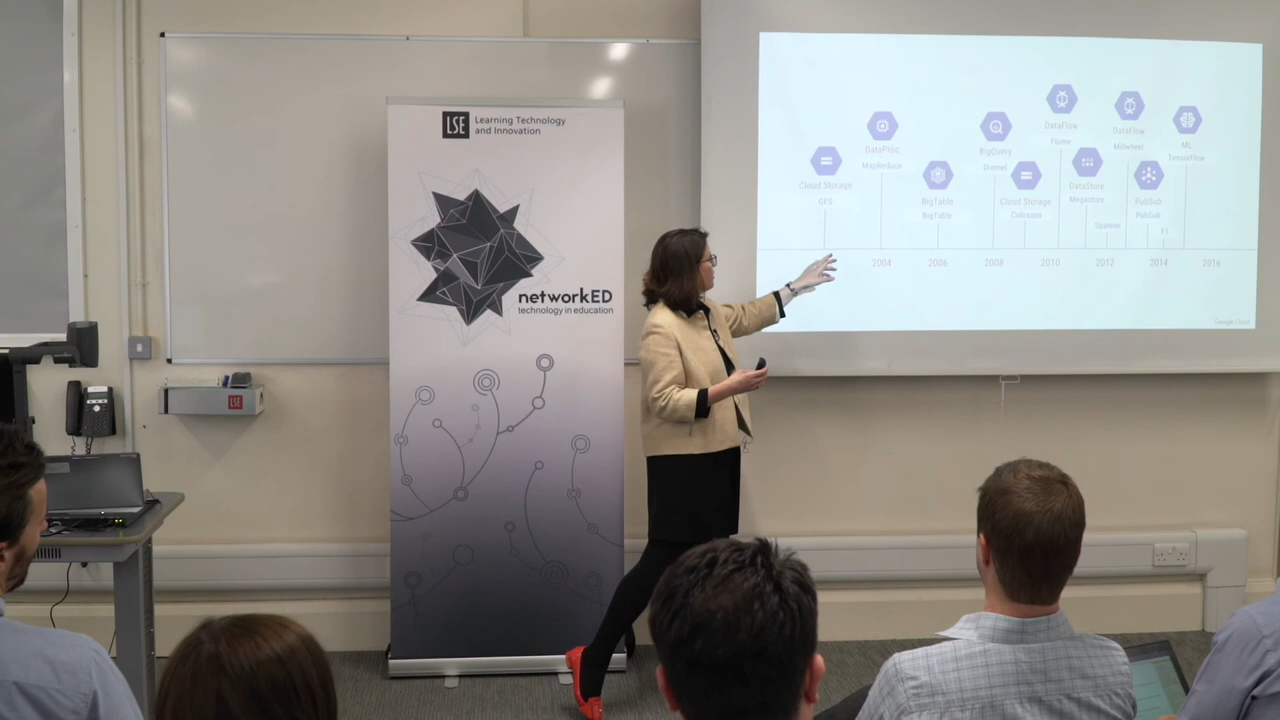 LSE
Learning Technology
and Innovation
networkED
technology in education
LSE
Cloud Storage
GFS
DataProc
MapReduce
BigTable
BigTable
BigQuery
Dremel
Cloud Storage
Colossus
DataFlow
Flume
DataStore
Megastore
Spanner
DataFlow
Millwheel
PubSub
PubSub
F1
ML
TensorFlow
2004
2006
2008
2010
2012
2014
2016
Google Cloud